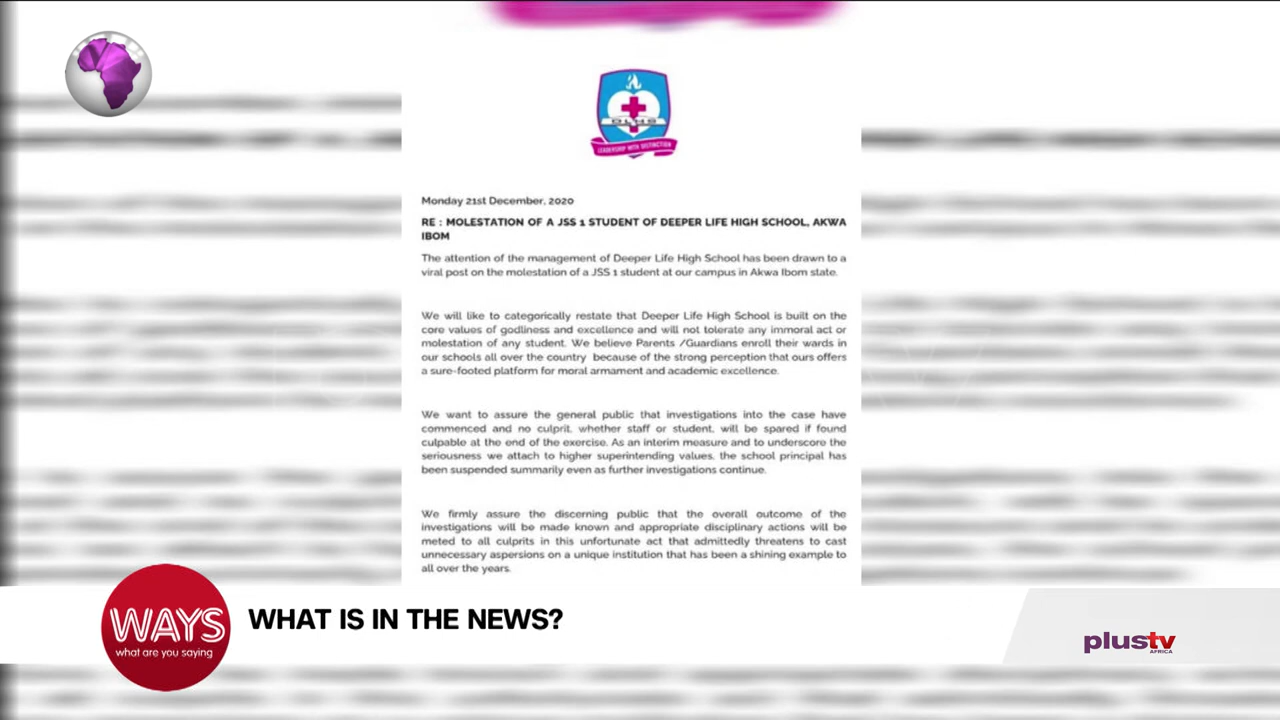 DLHS
LEADERSHIP WITH DISTINCTION
Monday 21st December, 2020
RE : MOLESTATION OF A JSS 1 STUDENT OF DEEPER LIFE HIGH SCHOOL, AKWA
IBOM
The attention of the management of Deeper Life High School has been drawn to a
viral post on the molestation of a JSS 1 student at our campus in Akwa Ibom state.
We will like to categorically restate that Deeper Life High School is built on the
core values of godliness and excellence and will not tolerate any immoral act or
molestation of any student. We believe Parents /Guardians enroll their wards in
our schools all over the country because of the strong perception that ours offers
a sure-footed platform for moral armament and academic excellence.
We want to assure the general public that investigations into the case have
commenced and no culprit, whether staff or student, will be spared if found
culpable at the end of the exercise. As an interim measure and to underscore the
seriousness we attach to higher superintending values, the school principal has
been suspended summarily even as further investigations continue.
We firmly assure the discerning public that the overall outcome of the
investigations will be made known and appropriate disciplinary actions will be
meted to all culprits in this unfortunate act that admittedly threatens to cast
unnecessary aspersions on a unique institution that has been a shining example to
all over the years.
WAYS
what are you saying
WHAT IS IN THE NEWS?
plustv
AFRICA